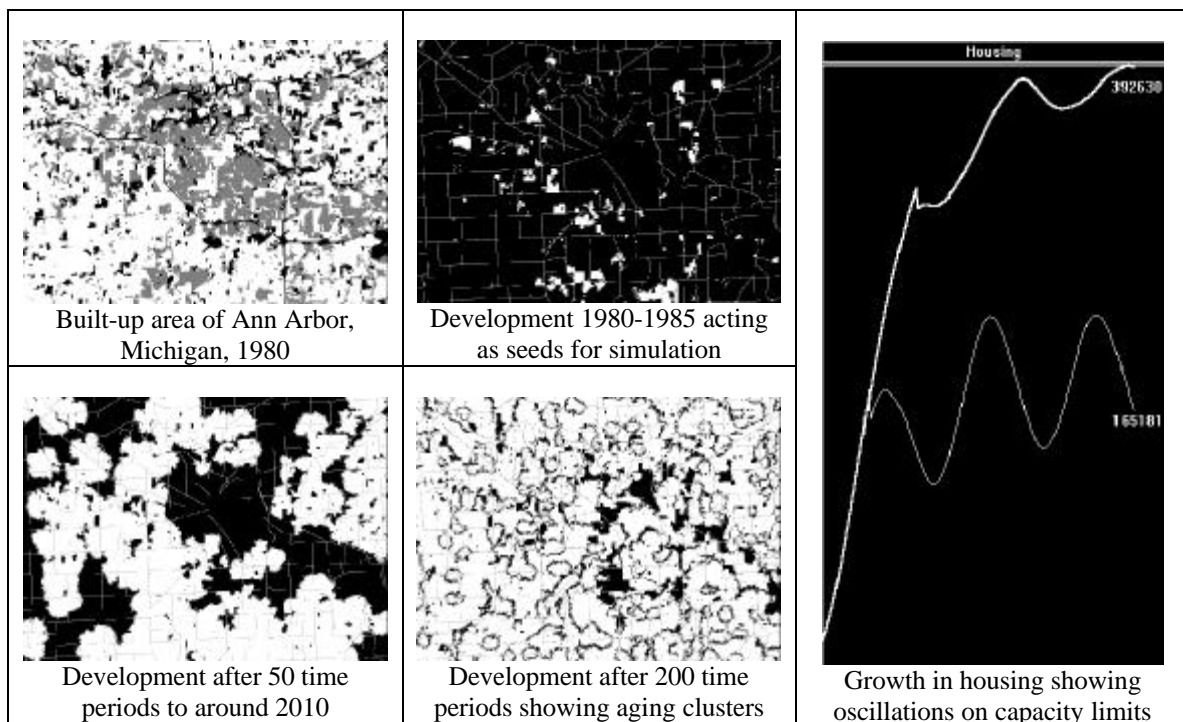 Built-up area of Ann Arbor,
Michigan, 1980
Development 1980-1985 acting
as seeds for simulation
Housing
392630
165181
Development after 50 time
periods to around 2010
Development after 200 time
periods showing aging clusters
Growth in housing showing
oscillations on capacity limits